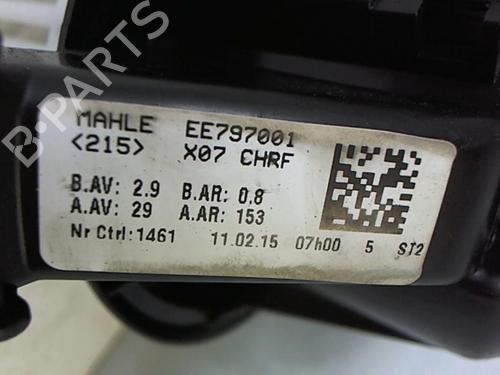 B-PARTS
MAHLE EE797001
<215> X07 CHRF
B.AV: 2.9 B.AR: 0.8
A.AV: 29 A.AR: 153
Nr Ctrl:1461 11.02.15 07h00 5 ST2